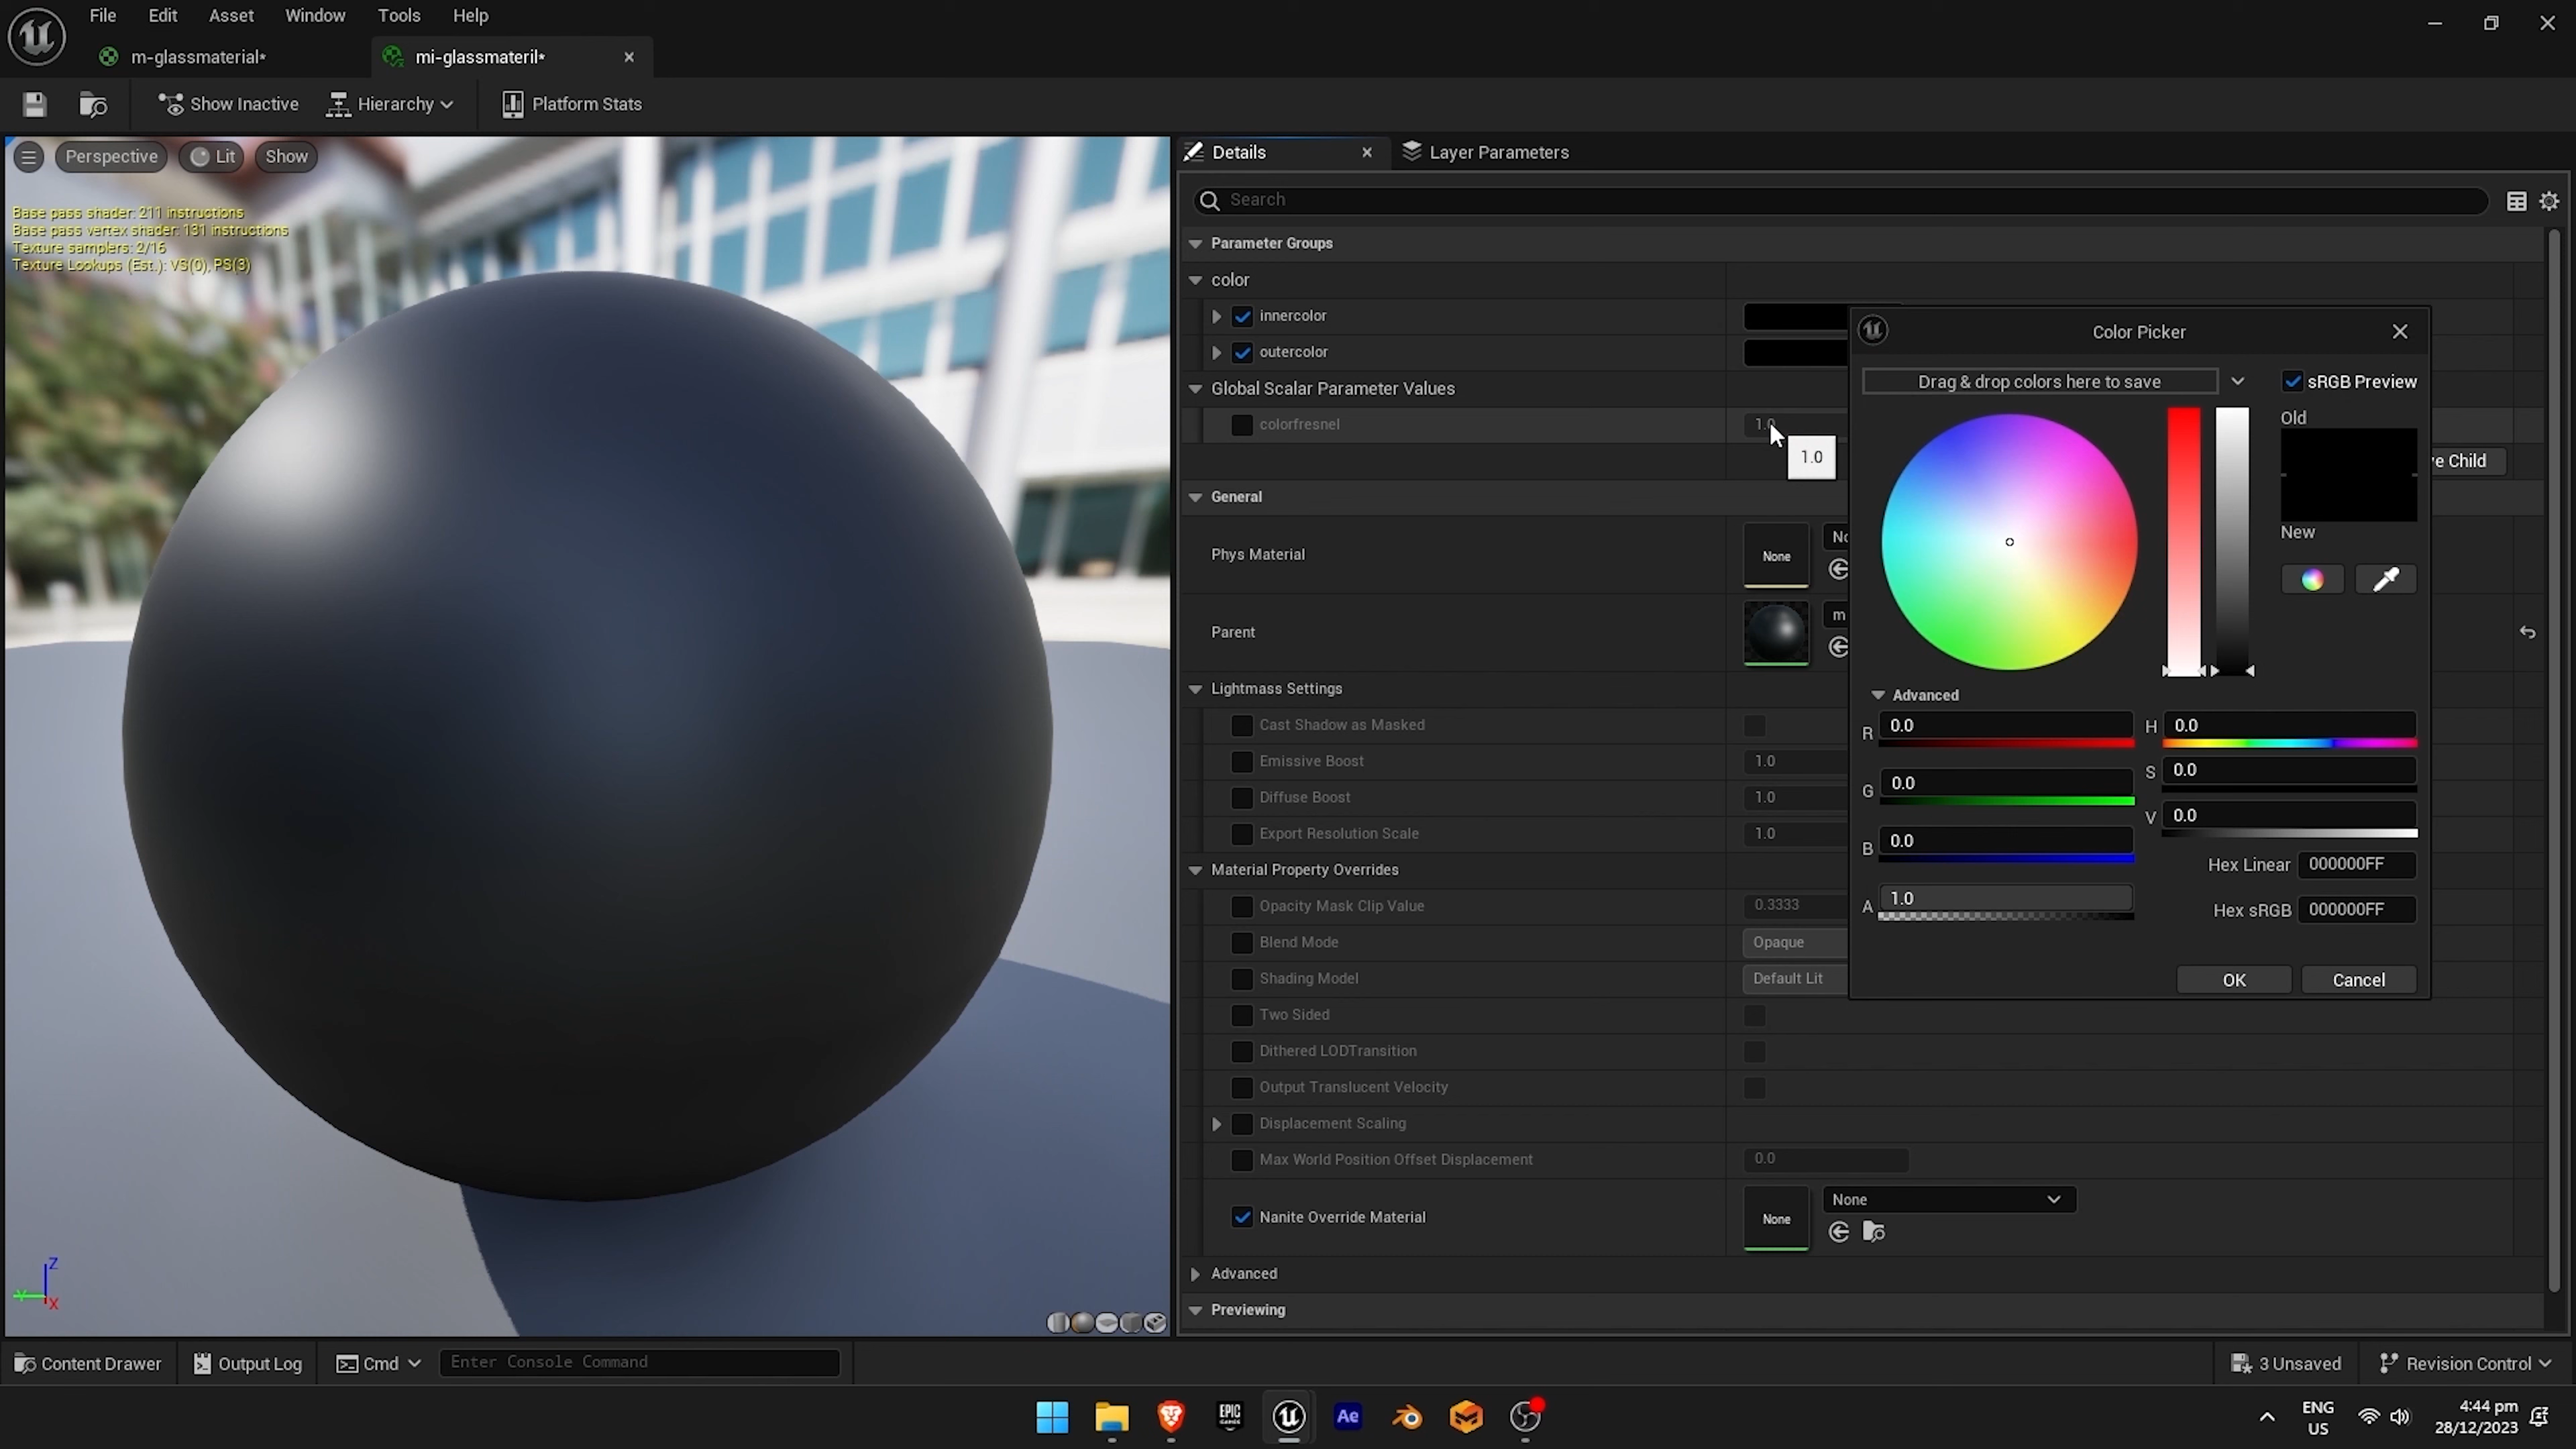 File Edit Asset Window Tools Help
m-glassmaterial*
mi-glassmateril*
Show Inactive
Hierarchy
Platform Stats
Perspective
Lit
Show
Base pass shader: 211 instructions
Base pass vertex shader: 131 instructions
Texture samplers: 2/16
Texture Lookups (Est.): VS(0), PS(3)
Z
Y
X
Details
Layer Parameters
Search
Parameter Groups
color
innercolor
outercolor
Global Scalar Parameter Values
colorfresnel
1.0
1.0
ve Child
General
Phys Material
None
No
Parent
m
Lightmass Settings
Cast Shadow as Masked
Emissive Boost
1.0
Diffuse Boost
1.0
Export Resolution Scale
1.0
Material Property Overrides
Opacity Mask Clip Value
0.3333
Blend Mode
Opaque
Shading Model
Default Lit
Two Sided
Dithered LODTransition
Output Translucent Velocity
Displacement Scaling
Max World Position Offset Displacement
0.0
Nanite Override Material
None
None
Advanced
Previewing
Color Picker
Drag & drop colors here to save
sRGB Preview
Old
New
Advanced
R
0.0
G
0.0
B
0.0
A
1.0
H
0.0
S
0.0
V
0.0
Hex Linear
000000FF
Hex sRGB
000000FF
OK
Cancel
Content Drawer
Output Log
Cmd
Enter Console Command
3 Unsaved
Revision Control
EPIC
GAMES
Ae
ENG
US
4:44 pm
28/12/2023